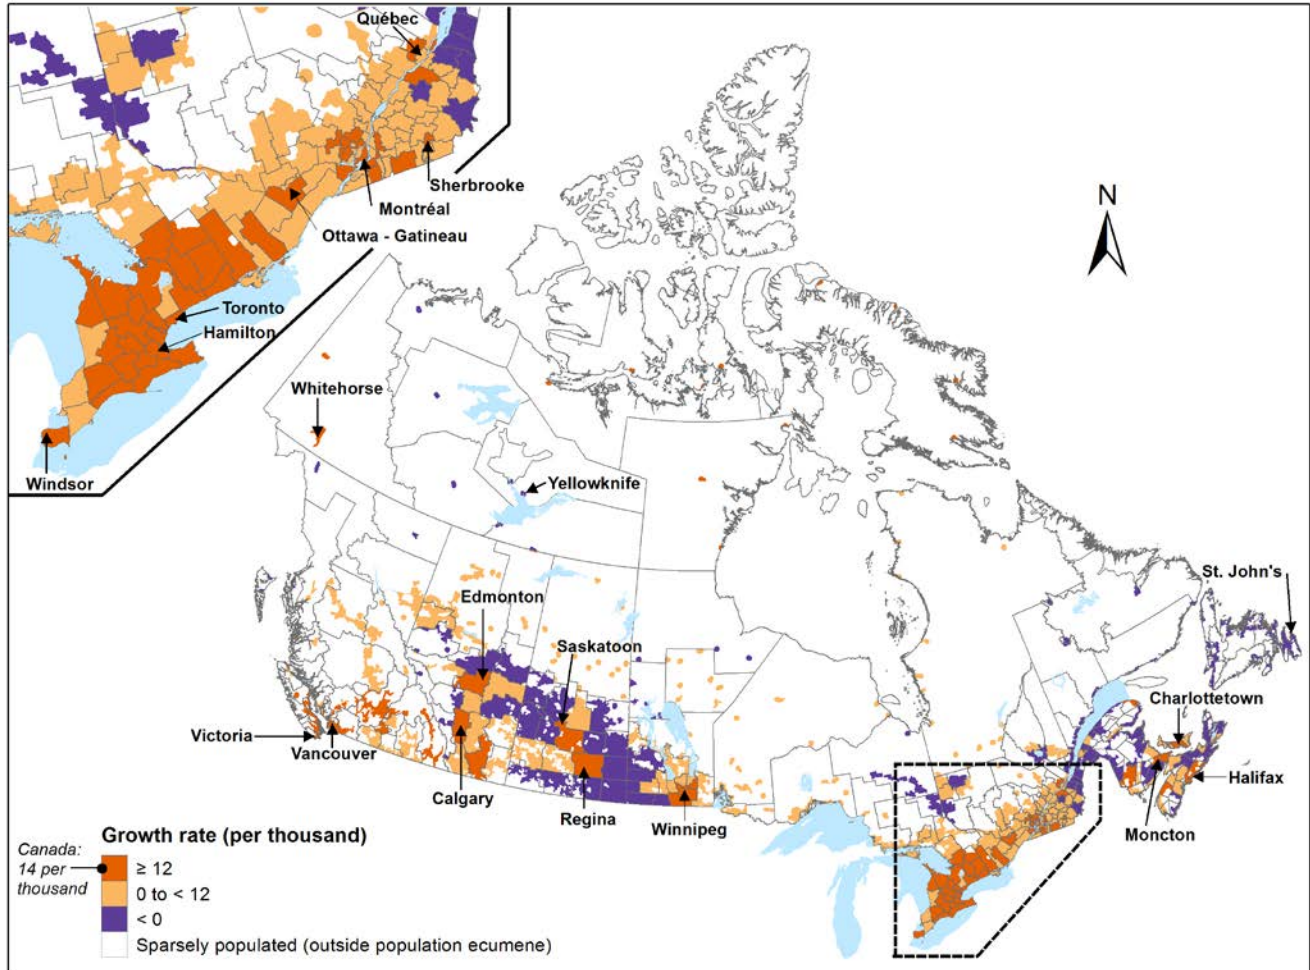 Québec
Sherbrooke
Montréal
Ottawa - Gatineau
Toronto
Hamilton
Windsor
N
Whitehorse
Yellowknife
St. John's
Edmonton
Saskatoon
Charlottetown
Victoria
Vancouver
Halifax
Calgary
Regina
Winnipeg
Moncton
Growth rate (per thousand)
Canada:
14 per
thousand
≥ 12
0 to < 12
< 0
Sparsely populated (outside population ecumene)